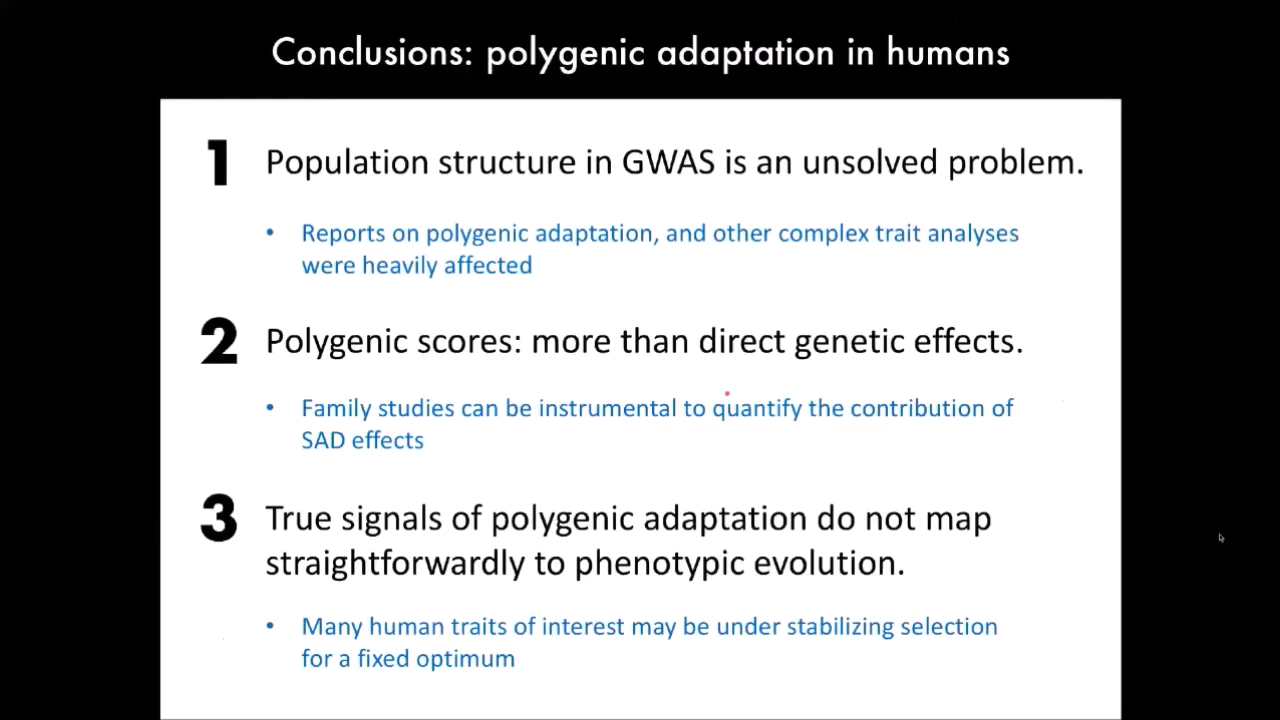 Conclusions: polygenic adaptation in humans
1 Population structure in GWAS is an unsolved problem.
• Reports on polygenic adaptation, and other complex trait analyses
were heavily affected
2 Polygenic scores: more than direct genetic effects.
• Family studies can be instrumental to quantify the contribution of
SAD effects
3 True signals of polygenic adaptation do not map
straightforwardly to phenotypic evolution.
• Many human traits of interest may be under stabilizing selection
for a fixed optimum